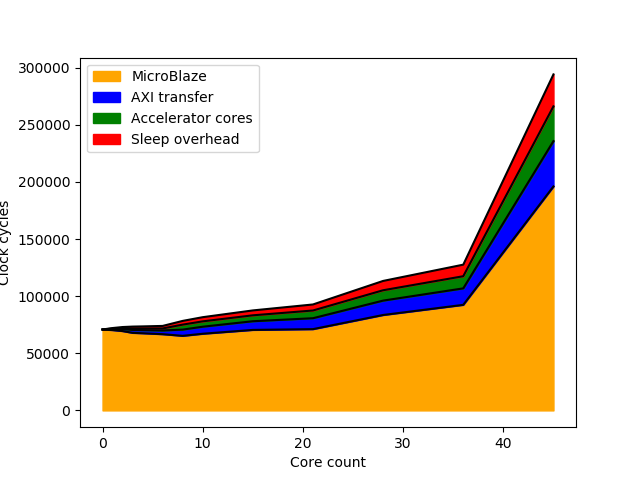 300000
250000
200000
150000
100000
50000
0
Clock cycles
MicroBlaze
AXI transfer
Accelerator cores
Sleep overhead
0 10 20 30 40
Core count